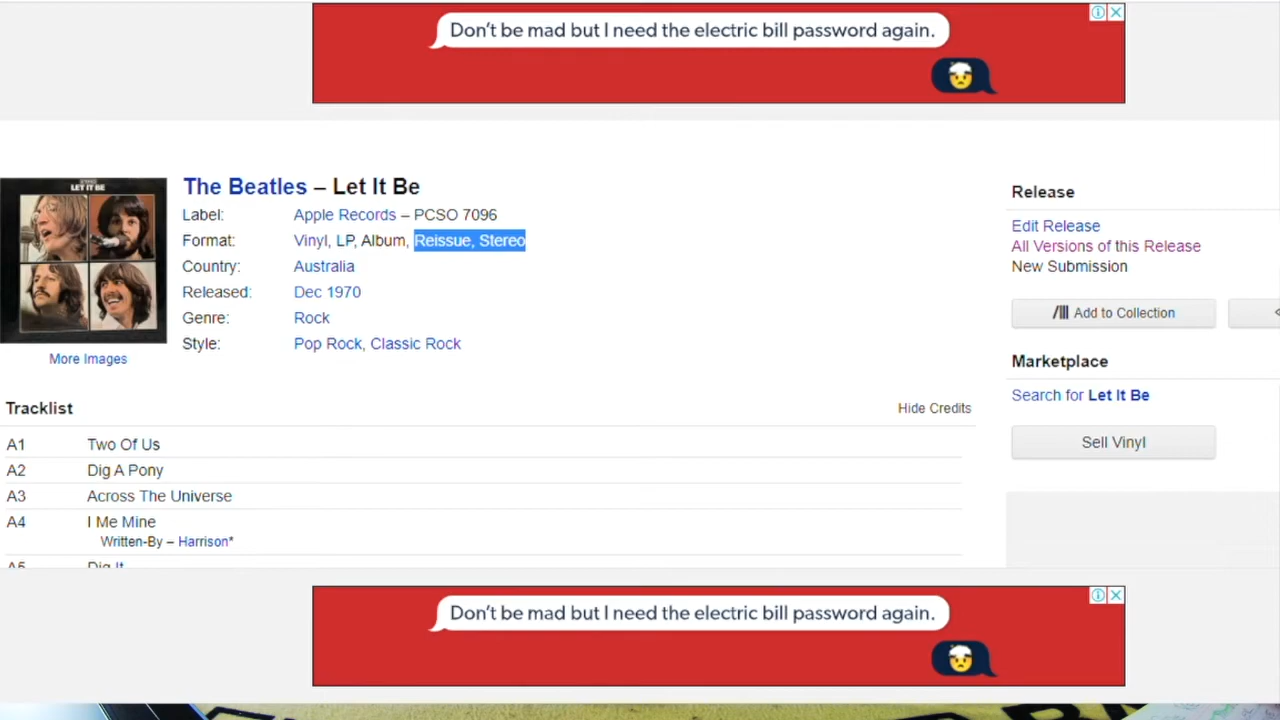 Don't be mad but I need the electric bill password again.
LET IT BE
The Beatles – Let It Be
Label: Apple Records – PCSO 7096
Format: Vinyl, LP, Album, Reissue, Stereo
Country: Australia
Released: Dec 1970
Genre: Rock
Style: Pop Rock, Classic Rock
More Images
Release
Edit Release
All Versions of this Release
New Submission
Add to Collection
Marketplace
Search for Let It Be
Sell Vinyl
Tracklist
Hide Credits
A1 Two Of Us
A2 Dig A Pony
A3 Across The Universe
A4 I Me Mine
Written-By – Harrison*
A5 Dig It
Don't be mad but I need the electric bill password again.